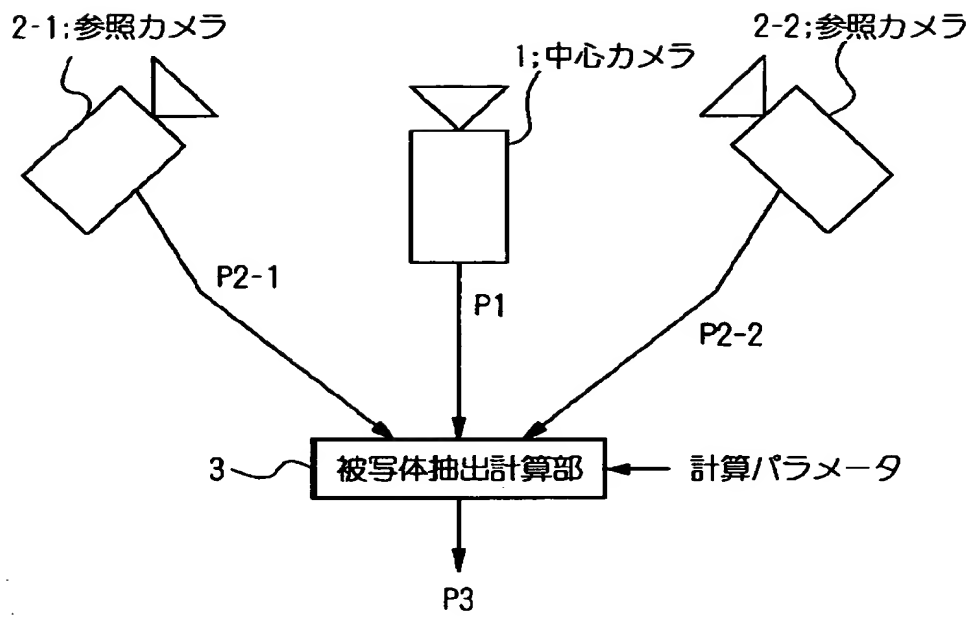 2-1;参照カメラ
1;中心カメラ
2-2;参照カメラ
P2-1
P1
P2-2
3
被写体抽出計算部
計算パラメータ
P3